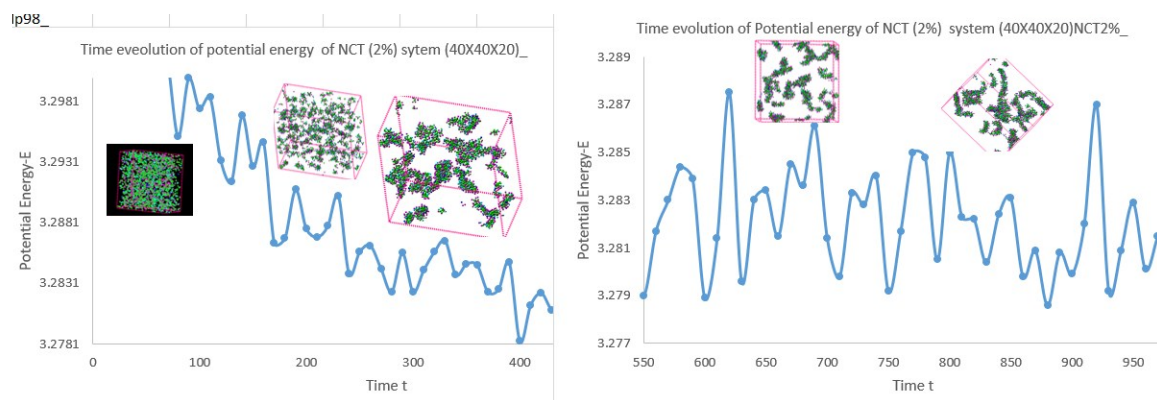 lp98_
Time eveolution of potential energy of NCT (2%) sytem (40X40X20)_
Potential Energy-E
3.2981
3.2931
3.2881
3.2831
3.2781
0 100 200 300 400
Time t
Time evolution of Potential energy of NCT (2%) system (40X40X20)NCT2%_
Potential Energy-E
3.289
3.287
3.285
3.283
3.281
3.279
3.277
550 600 650 700 750 800 850 900 950
Time t